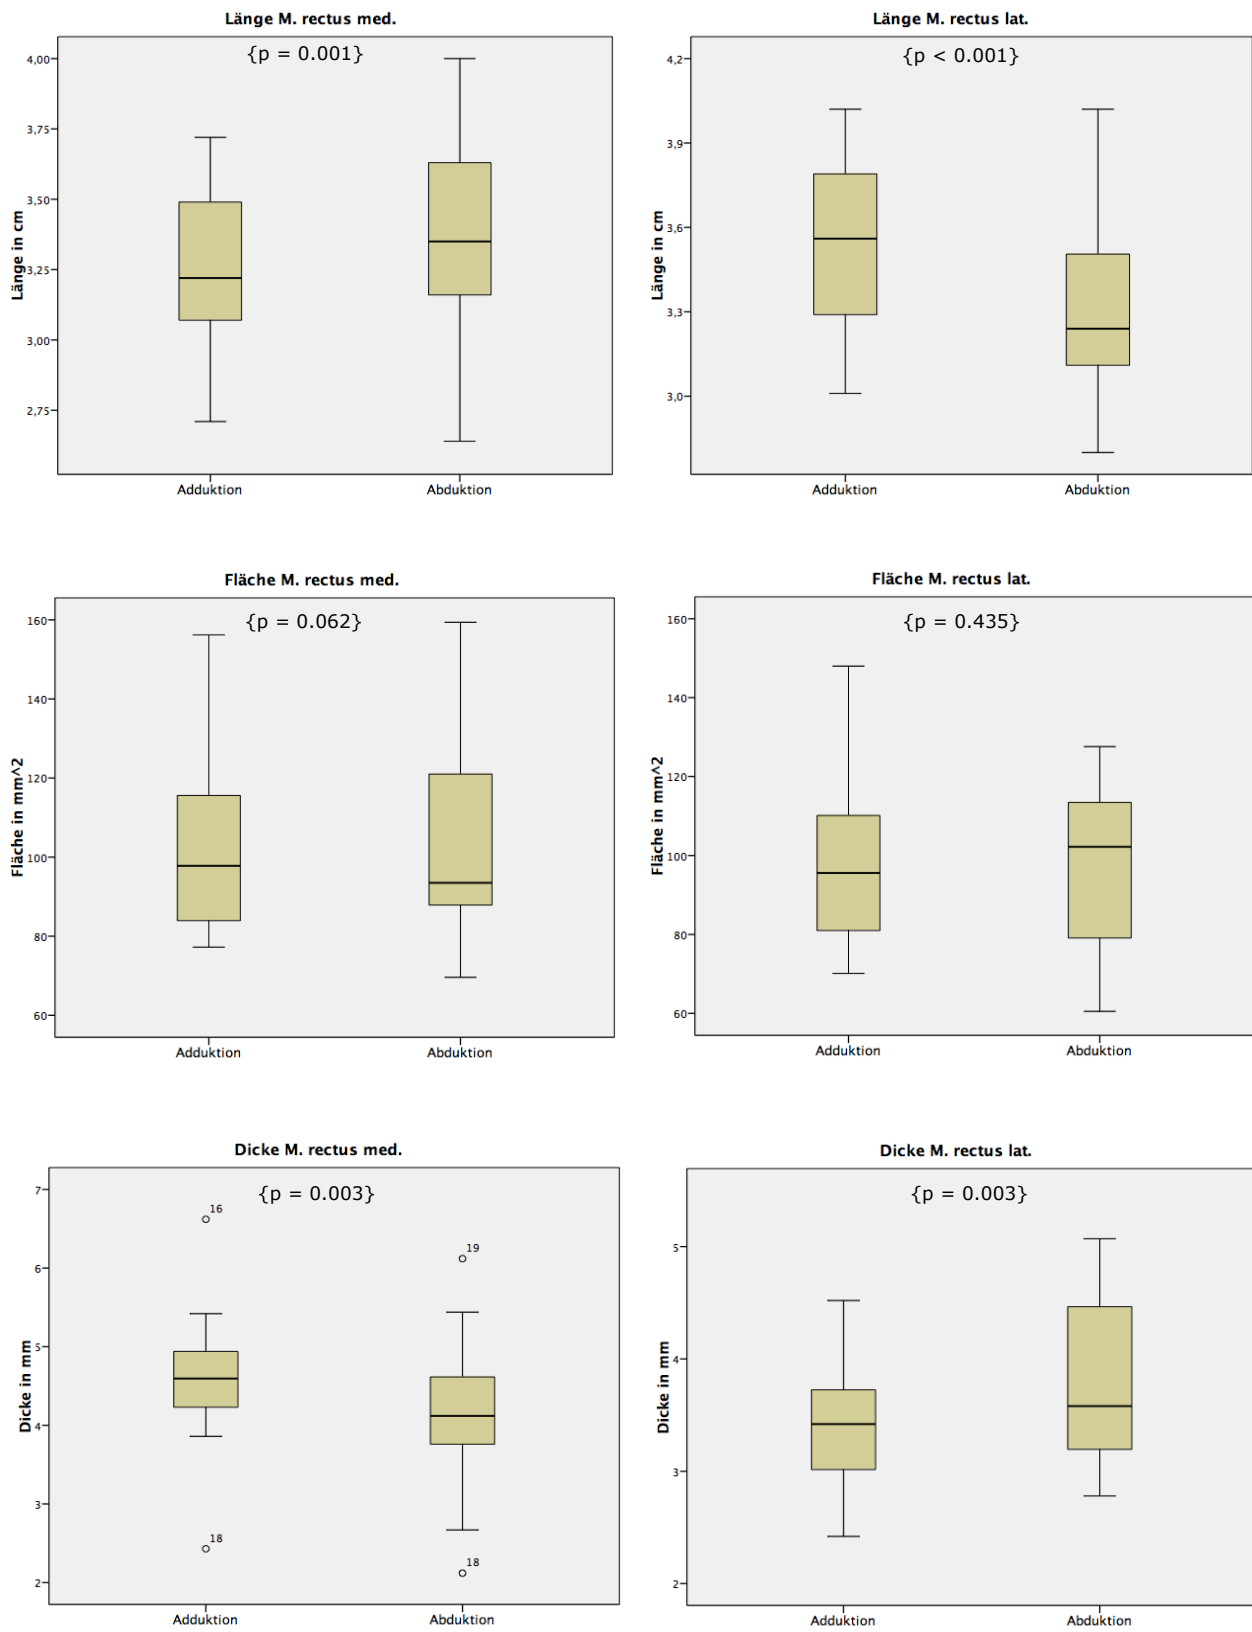 Länge M. rectus med.
{p = 0.001}
4,00
3,75
3,50
3,25
3,00
2,75
Länge in cm
Adduktion
Abduktion
Länge M. rectus lat.
{p < 0.001}
4,2
3,9
3,6
3,3
3,0
Länge in cm
Adduktion
Abduktion
Fläche M. rectus med.
{p = 0.062}
160
140
120
100
80
60
Fläche in mm^2
Adduktion
Abduktion
Fläche M. rectus lat.
{p = 0.435}
160
140
120
100
80
60
Fläche in mm^2
Adduktion
Abduktion
Dicke M. rectus med.
{p = 0.003}
7
6
5
4
3
2
Dicke in mm
16
18
19
18
Adduktion
Abduktion
Dicke M. rectus lat.
{p = 0.003}
5
4
3
2
Dicke in mm
Adduktion
Abduktion